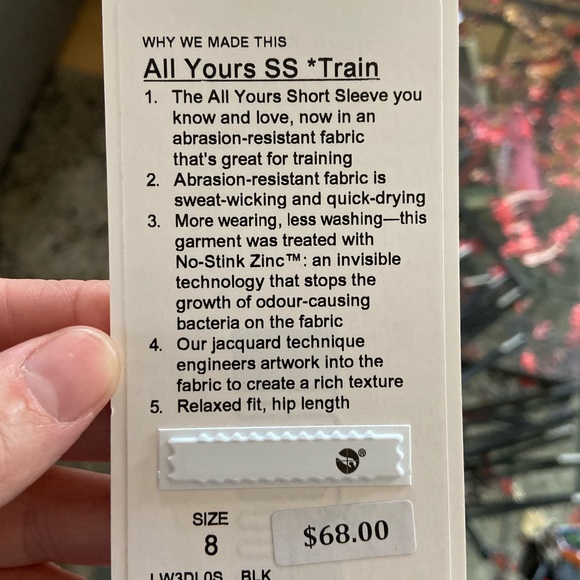 WHY WE MADE THIS
All Yours SS *Train
1. The All Yours Short Sleeve you
know and love, now in an
abrasion-resistant fabric
that's great for training
2. Abrasion-resistant fabric is
sweat-wicking and quick-drying
3. More wearing, less washing—this
garment was treated with
No-Stink Zinc™: an invisible
technology that stops the
growth of odour-causing
bacteria on the fabric
4. Our jacquard technique
engineers artwork into the
fabric to create a rich texture
5. Relaxed fit, hip length
®
SIZE
8
$68.00
LW3DL0S BLK